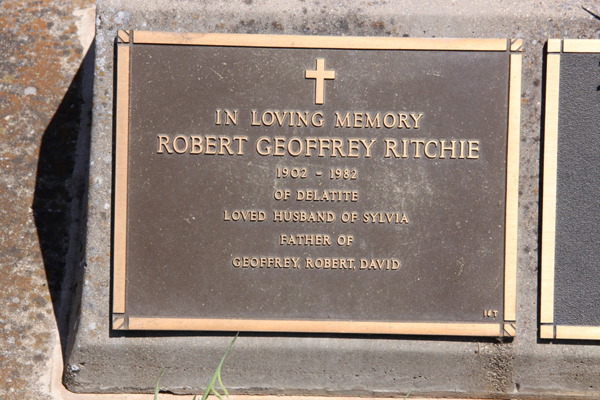 IN LOVING MEMORY
ROBERT GEOFFREY RITCHIE
1902 - 1982
OF DELATITE
LOVED HUSBAND OF SYLVIA
FATHER OF
GEOFFREY, ROBERT, DAVID